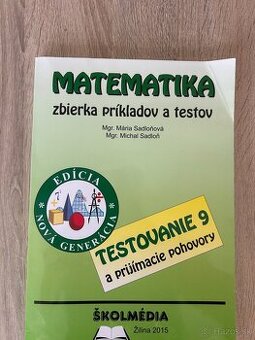 MATEMATIKA
zbierka príkladov a testov
Mgr. Mária Sadloňová
Mgr. Michal Sadloň
EDÍCIA
NOVÁ GENERÁCIA
TESTOVANIE 9
a prijímacie pohovory
ŠKOLMÉDIA
Žilina 2015